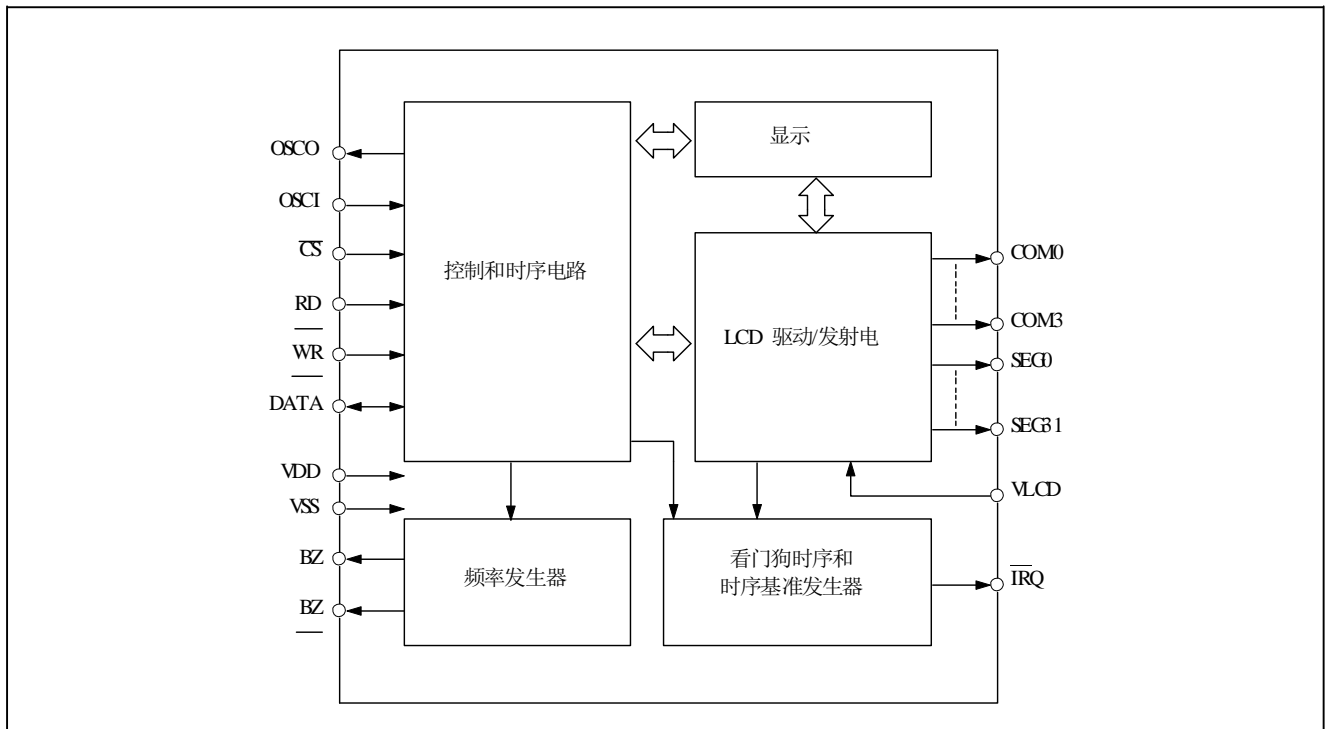 显示
OSCO
OSCI
CS
控制和时序电路
COM0
RD
COM3
WR
LCD 驱动/发射电
SEG0
DATA
SEG31
VDD
VLCD
VSS
BZ
频率发生器
看门狗时序和
时序基准发生器
IRQ
BZ